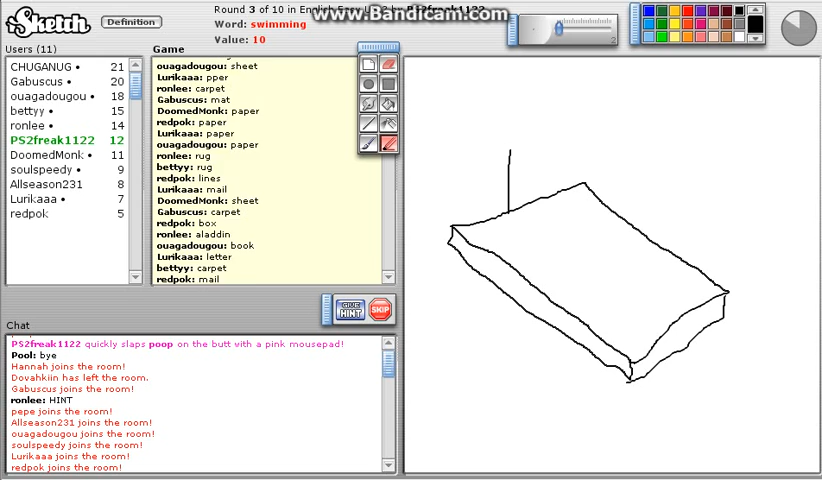 Round 3 of 10 in English Easy
PS2freak1122
www.Bandicam.com
iSketch
Definition
Word: swimming
Value: 10
2
Users (11)
CHUGANUG • 21
Gabuscus • 20
ouagadougou • 18
bettyy • 15
ronlee • 14
PS2freak1122 12
DoomedMonk • 11
soulspeedy • 9
Allseason231 8
Lurikaaa • 7
redpok 5
Game
ouagadougou: sheet
Lurikaaa: pper
ronlee: carpet
Gabuscus: mat
DoomedMonk: paper
redpok: paper
Lurikaaa: paper
ouagadougou: paper
ronlee: rug
bettyy: rug
redpok: lines
Lurikaaa: mail
DoomedMonk: sheet
Gabuscus: carpet
redpok: box
ronlee: aladdin
ouagadougou: book
Lurikaaa: letter
bettyy: carpet
redpok: mail
GIVE HINT
SKIP
Chat
PS2freak1122 quickly slaps poop on the butt with a pink mousepad!
Pool: bye
Hannah joins the room!
Dovahkiin has left the room.
Gabuscus joins the room!
ronlee: HINT
pepe joins the room!
Allseason231 joins the room!
ouagadougou joins the room!
soulspeedy joins the room!
Lurikaaa joins the room!
redpok joins the room!